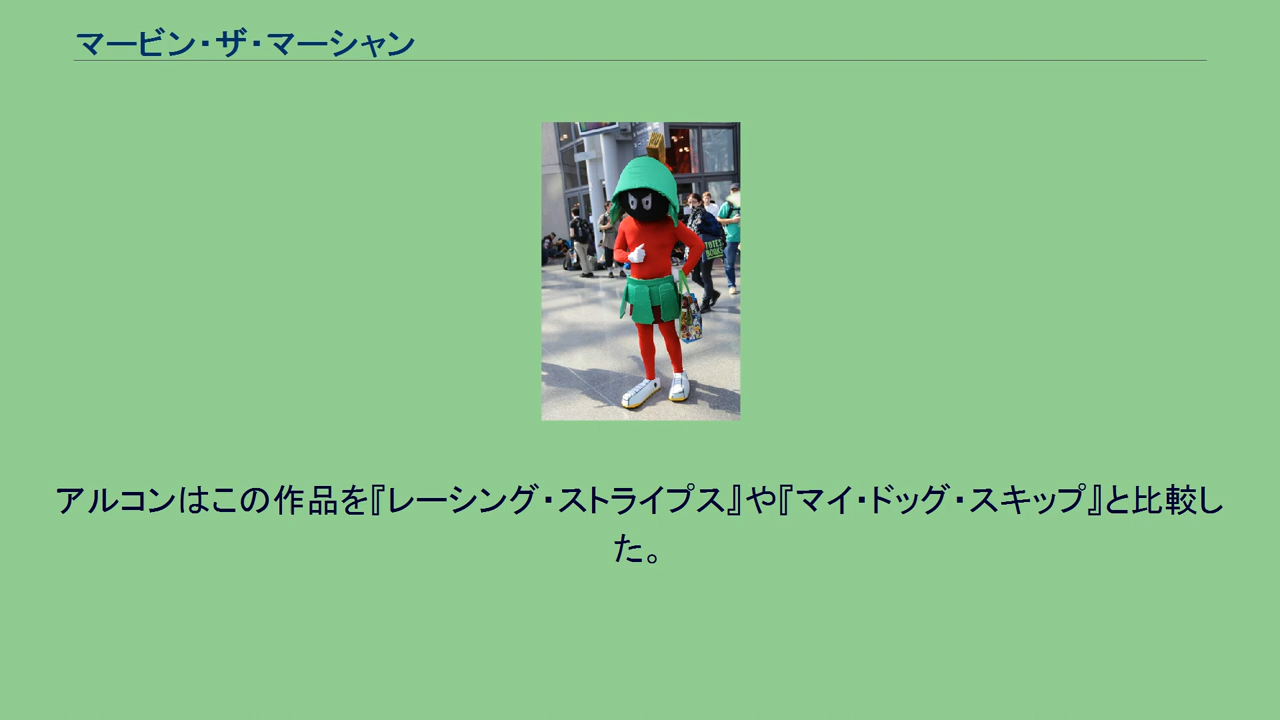 マービン・ザ・マーシャン
アルコンはこの作品を『レーシング・ストライプス』や『マイ・ドッグ・スキップ』と比較し
た。